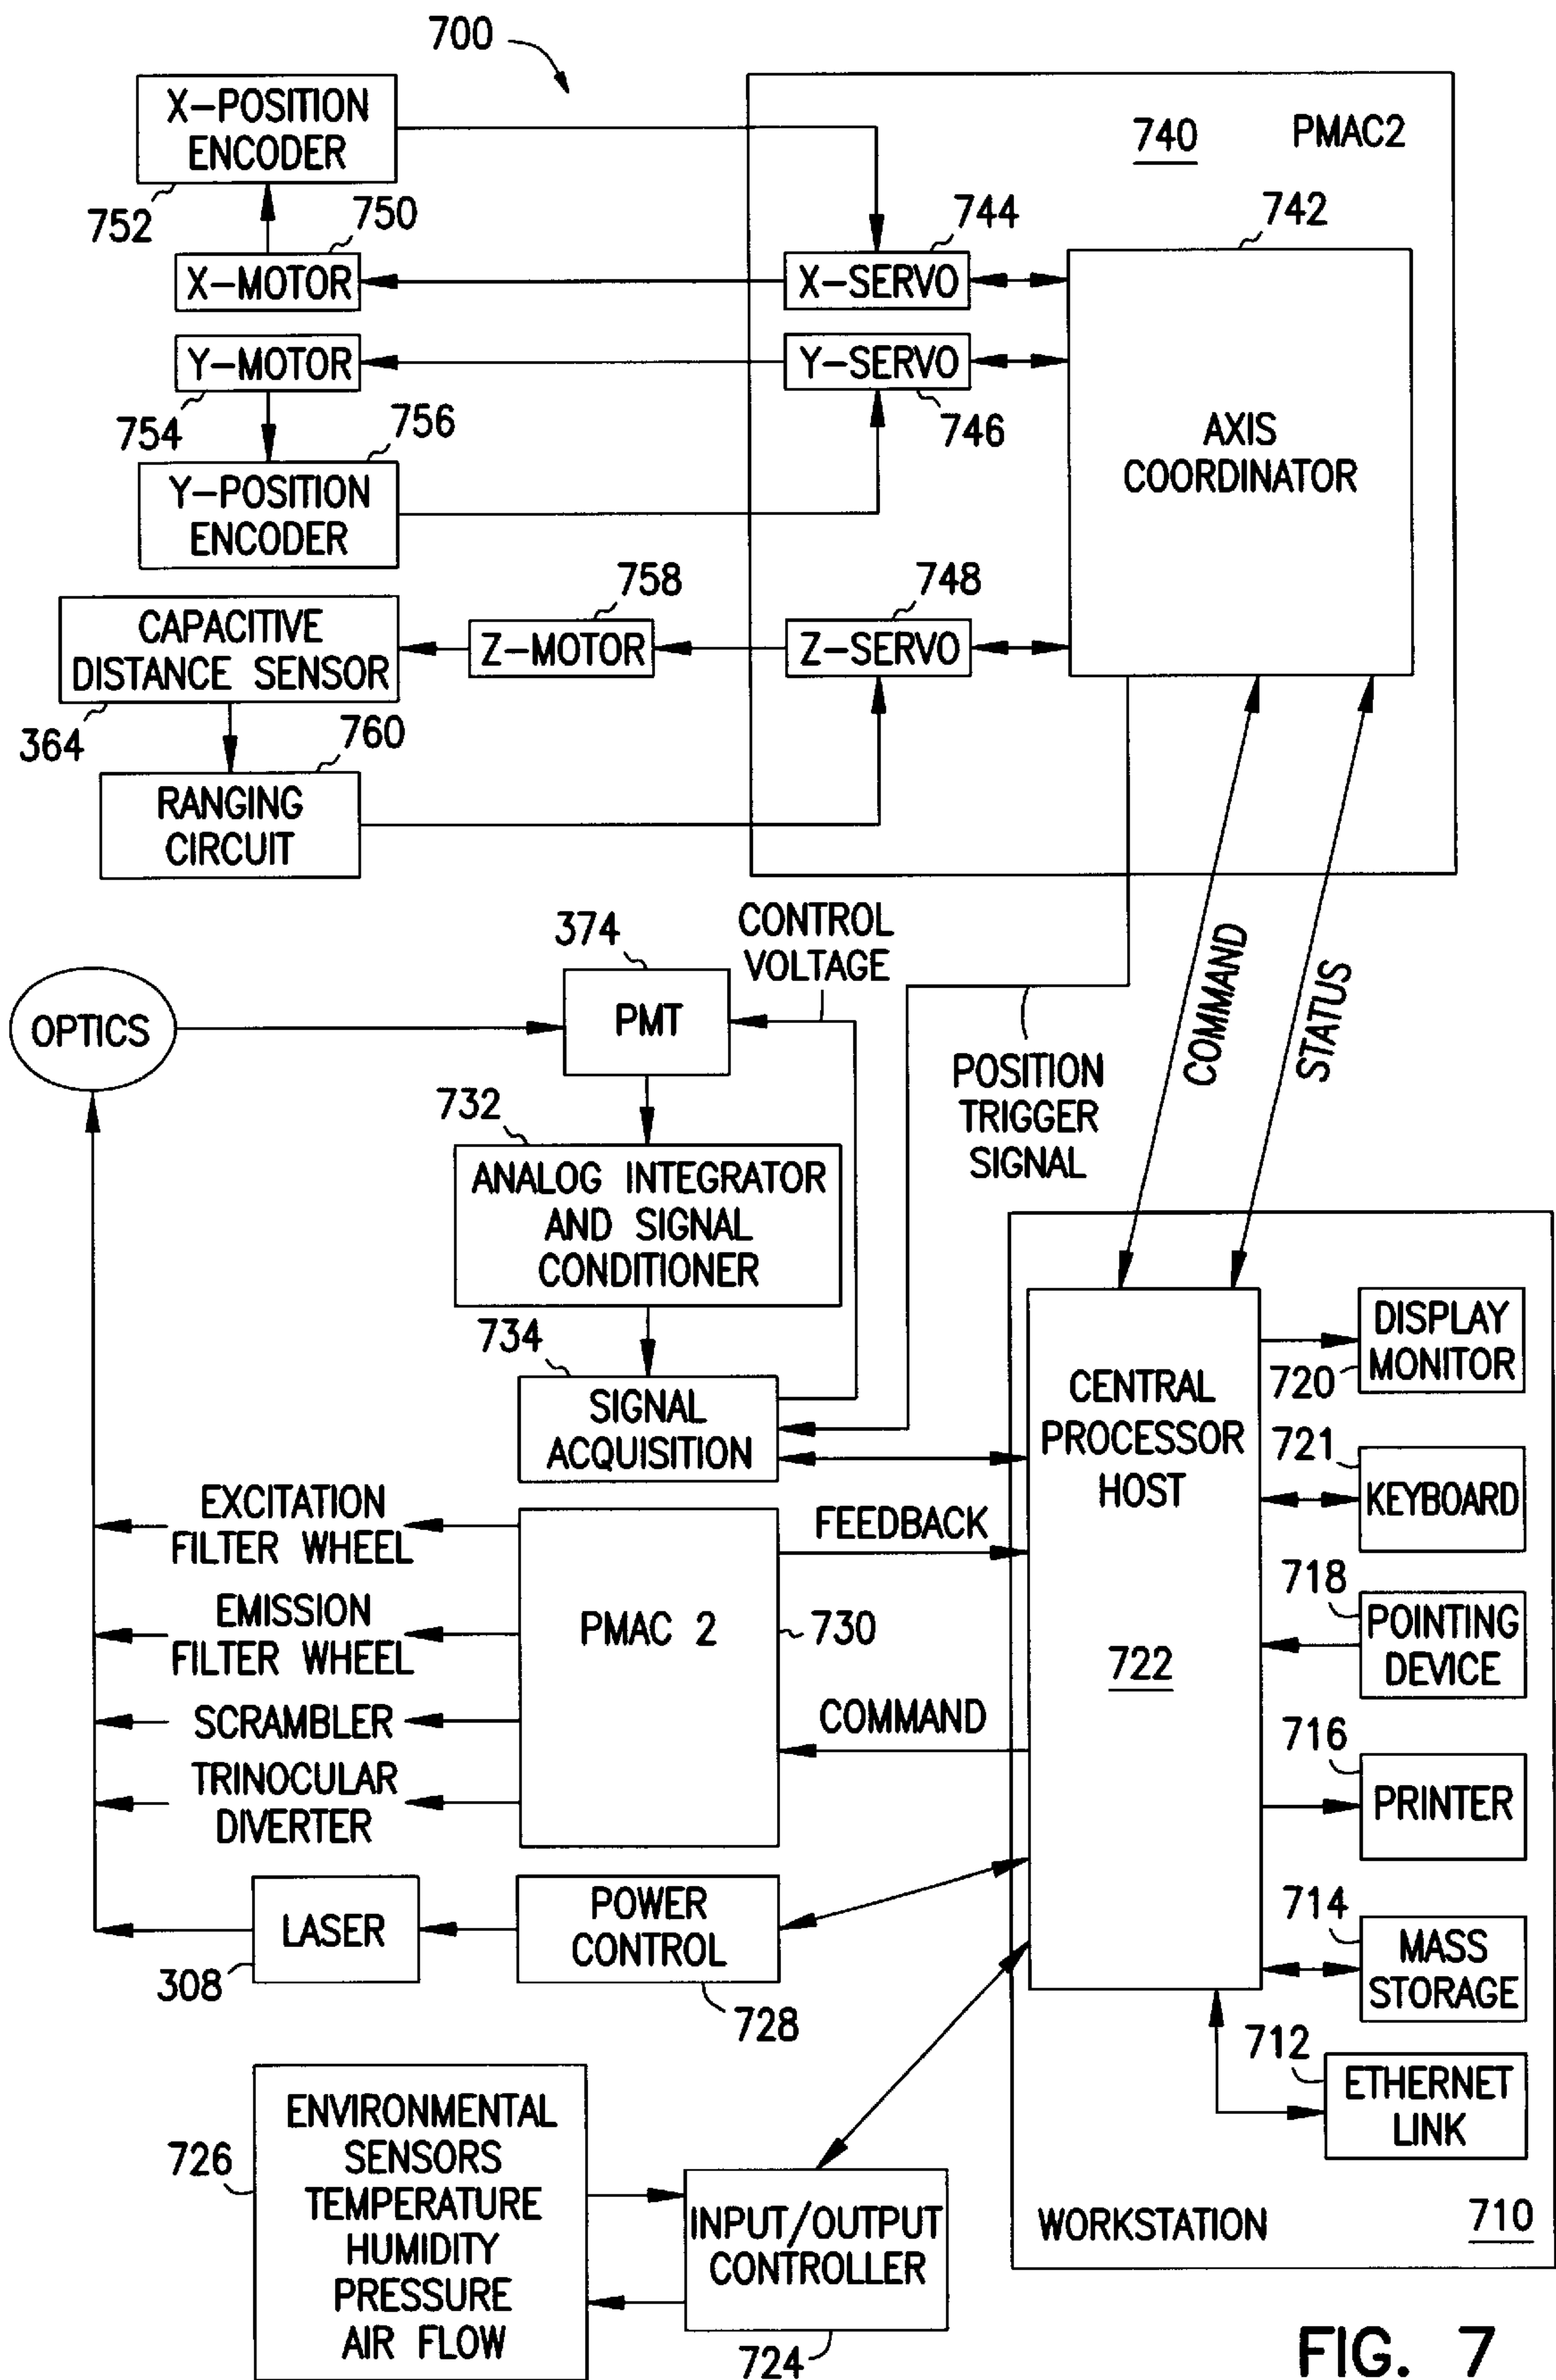 700
X-POSITION
ENCODER
752
750
X-MOTOR
Y-MOTOR
754
756
Y-POSITION
ENCODER
CAPACITIVE
DISTANCE SENSOR
364
760
RANGING
CIRCUIT
758
Z-MOTOR
740
PMAC2
744
X-SERVO
Y-SERVO
746
748
Z-SERVO
742
AXIS
COORDINATOR
COMMAND
STATUS
374
PMT
CONTROL
VOLTAGE
OPTICS
POSITION
TRIGGER
SIGNAL
732
ANALOG INTEGRATOR
AND SIGNAL
CONDITIONER
734
SIGNAL
ACQUISITION
EXCITATION
FILTER WHEEL
EMISSION
FILTER WHEEL
SCRAMBLER
TRINOCULAR
DIVERTER
PMAC 2
730
FEEDBACK
COMMAND
LASER
308
POWER
CONTROL
728
CENTRAL
PROCESSOR
HOST
722
DISPLAY
MONITOR
720
721
KEYBOARD
718
POINTING
DEVICE
716
PRINTER
714
MASS
STORAGE
712
ETHERNET
LINK
WORKSTATION
710
726
ENVIRONMENTAL
SENSORS
TEMPERATURE
HUMIDITY
PRESSURE
AIR FLOW
INPUT/OUTPUT
CONTROLLER
724
FIG. 7